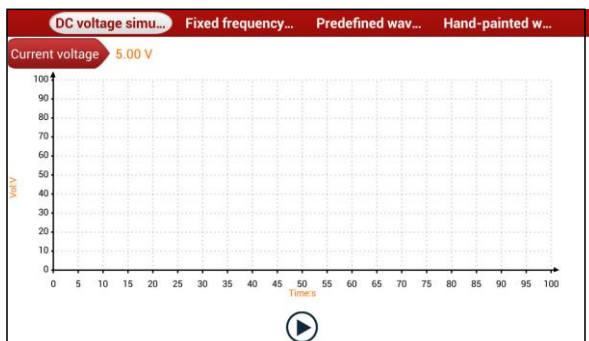 DC voltage simu... Fixed frequency... Predefined wav... Hand-painted w...
Current voltage 5.00 V
100
90
80
70
60
50
Vol:V
40
30
20
10
0
0 5 10 15 20 25 30 35 40 45 50 55 60 65 70 75 80 85 90 95 100
Time:s